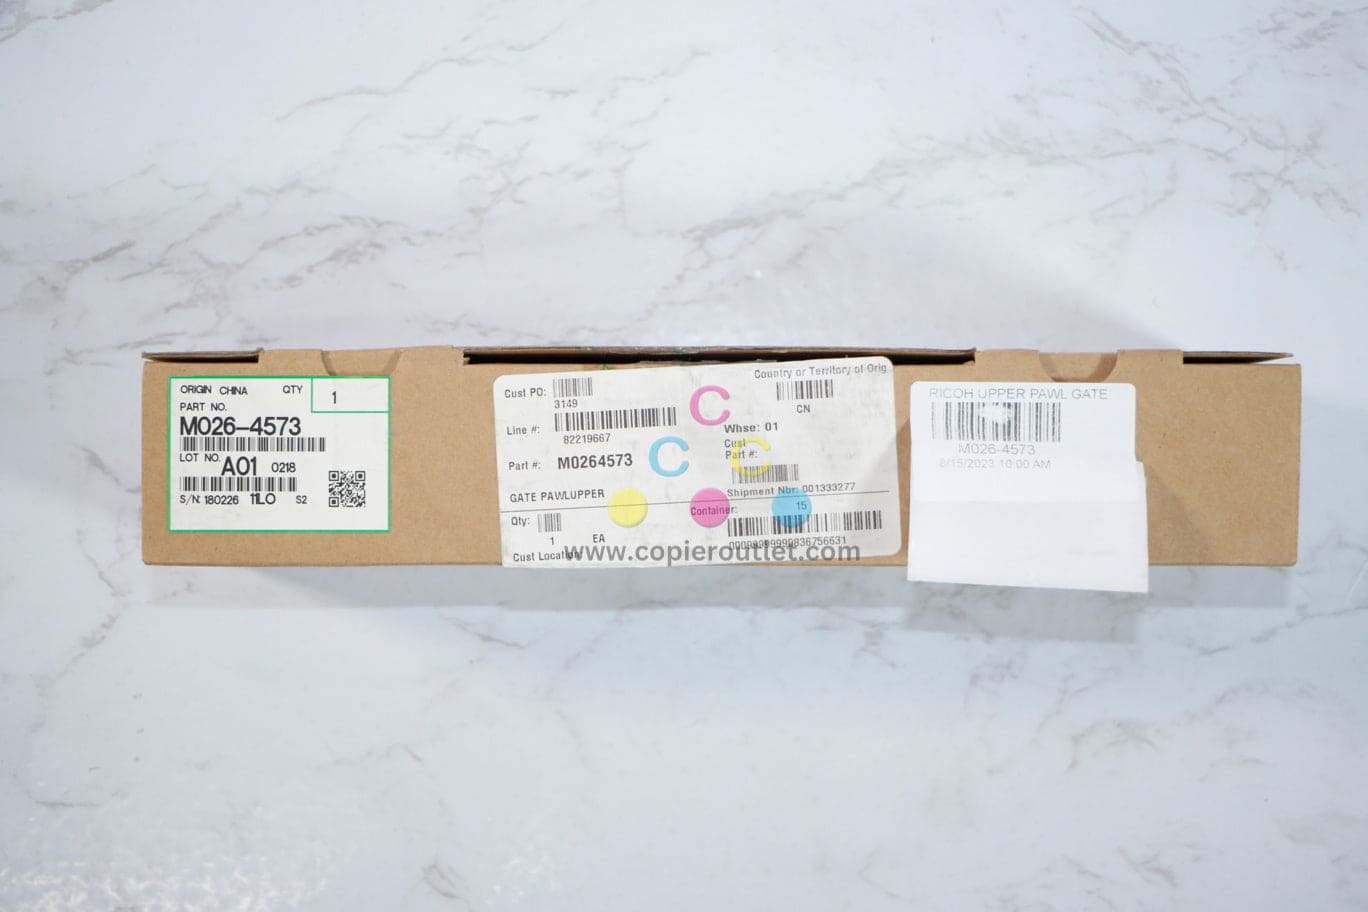 ORIGIN CHINA QTY 1
PART NO.
M026-4573
LOT NO. A01 0218
S/N: 180226 11LO S2
Country or Territory of Orig
CN
Cust PO:
3149
Line #:
82219667
Whse: 01
Cust
Part #:
Part #: M0264573
GATE PAWL:UPPER
Shipment Nbr: 001333277
Container: 15
Qty:
1 EA
Cust Location:
C
C
C
www.copieroutlet.com
RICOH UPPER PAWL GATE
M026-4573
8/15/2023 10:00 AM